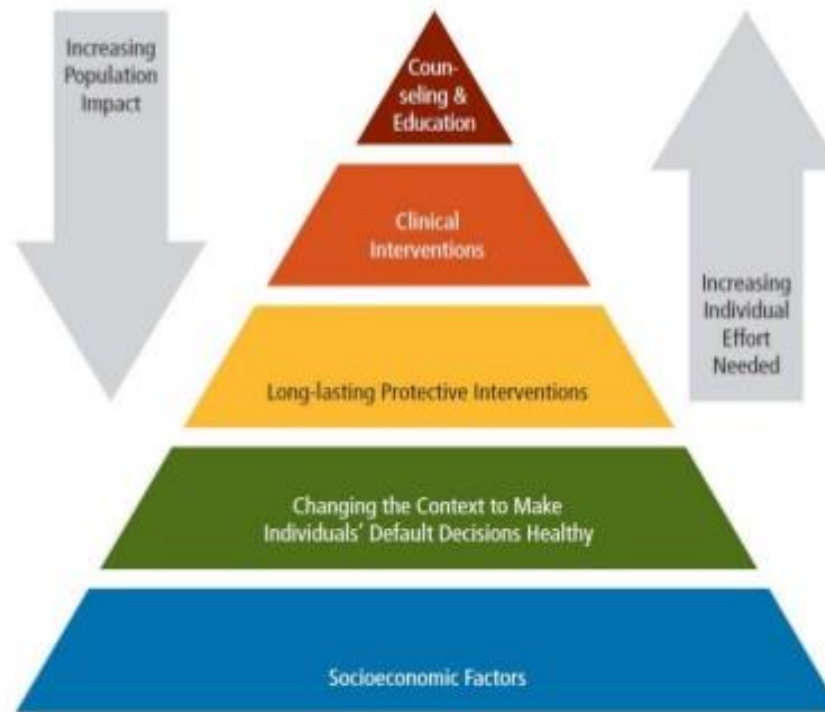 Increasing
Population
Impact
Coun-
seling &
Education
Clinical
Interventions
Increasing
Individual
Effort
Needed
Long-lasting Protective Interventions
Changing the Context to Make
Individuals’ Default Decisions Healthy
Socioeconomic Factors